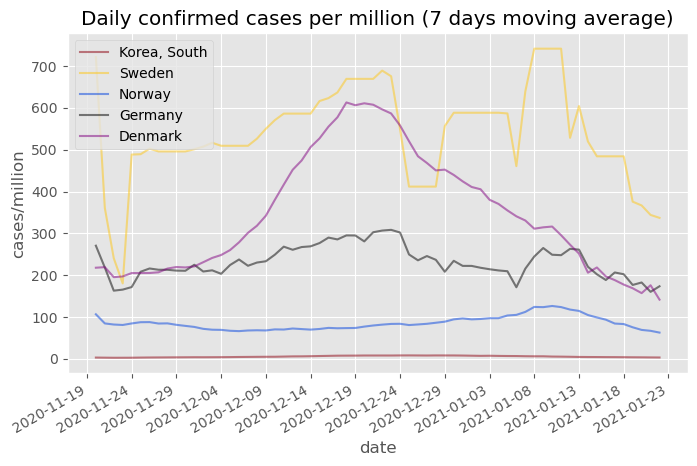 Daily confirmed cases per million (7 days moving average)
Korea, South
Sweden
Norway
Germany
Denmark
cases/million
700
600
500
400
300
200
100
0
2020-11-19
2020-11-24
2020-11-29
2020-12-04
2020-12-09
2020-12-14
2020-12-19
2020-12-24
2020-12-29
2021-01-03
2021-01-08
2021-01-13
2021-01-18
2021-01-23
date